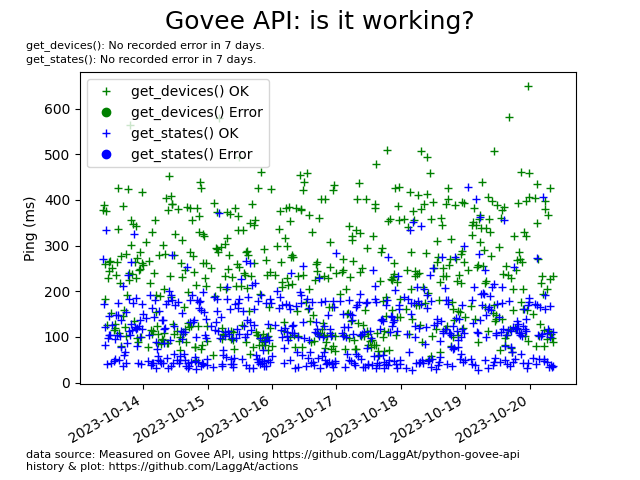 Govee API: is it working?
get_devices(): No recorded error in 7 days.
get_states(): No recorded error in 7 days.
get_devices() OK
get_devices() Error
get_states() OK
get_states() Error
Ping (ms)
600
500
400
300
200
100
0
2023-10-14
2023-10-15
2023-10-16
2023-10-17
2023-10-18
2023-10-19
2023-10-20
data source: Measured on Govee API, using https://github.com/LaggAt/python-govee-api
history & plot: https://github.com/LaggAt/actions